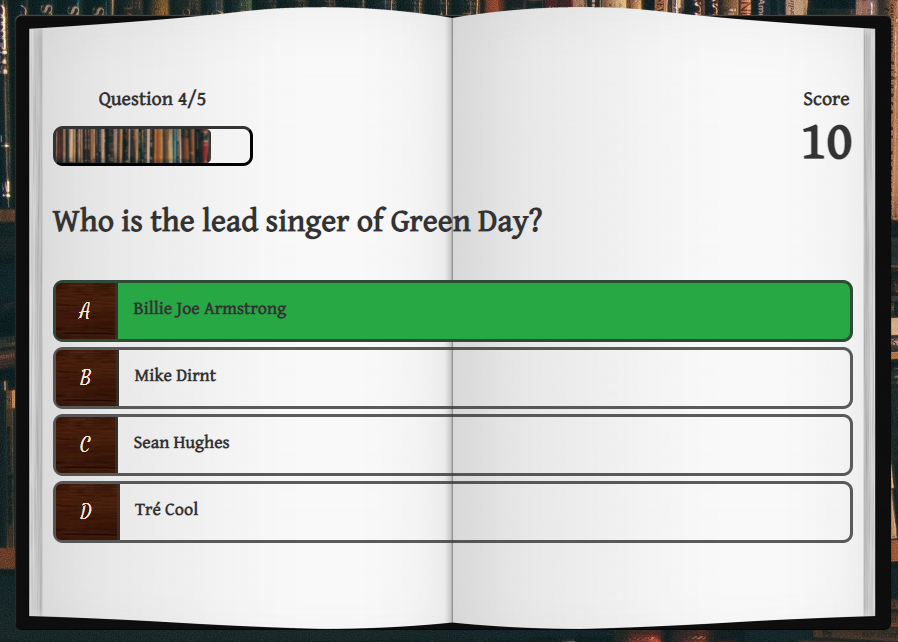 Question 4/5
Score
10
Who is the lead singer of Green Day?
A Billie Joe Armstrong
B Mike Dirnt
C Sean Hughes
D Tré Cool